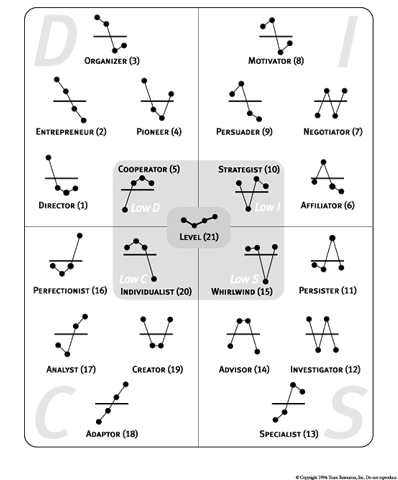 D
I
ORGANIZER (3)
MOTIVATOR (8)
ENTREPRENEUR (2)
PIONEER (4)
PERSUADER (9)
NEGOTIATOR (7)
COOPERATOR (5)
STRATEGIST (10)
DIRECTOR (1)
Low D
Low I
AFFILIATOR (6)
LEVEL (21)
Low C
Low S
PERFECTIONIST (16)
INDIVIDUALIST (20)
WHIRLWIND (15)
PERSISTER (11)
ANALYST (17)
CREATOR (19)
ADVISOR (14)
INVESTIGATOR (12)
C
S
ADAPTOR (18)
SPECIALIST (13)
© Copyright 1994 Team Resources, Inc. Do not reproduce.